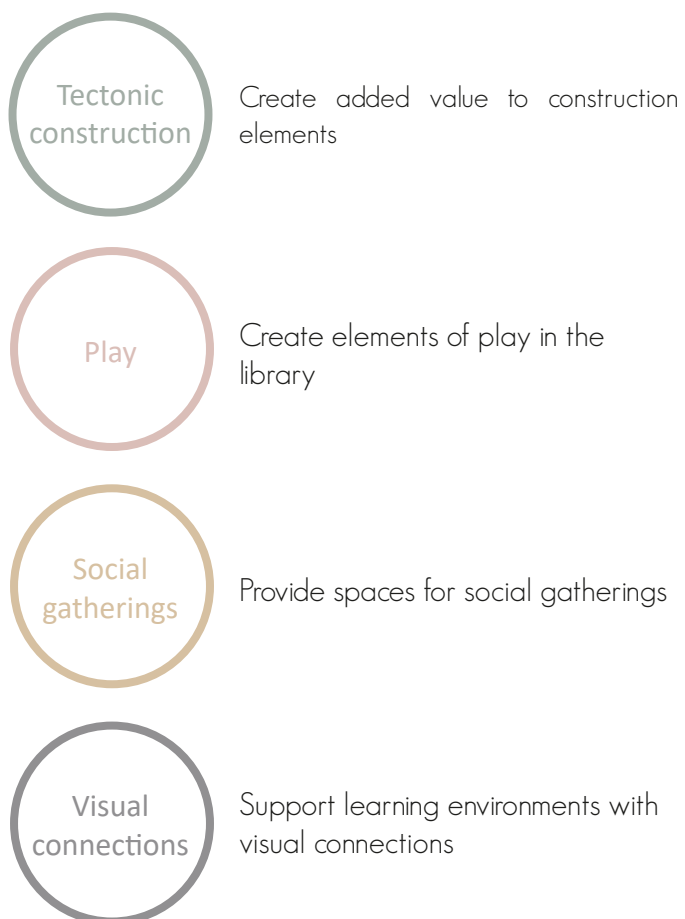 Tectonic
construction
Create added value to construction
elements
Play
Create elements of play in the
library
Social
gatherings
Provide spaces for social gatherings
Visual
connections
Support learning environments with
visual connections